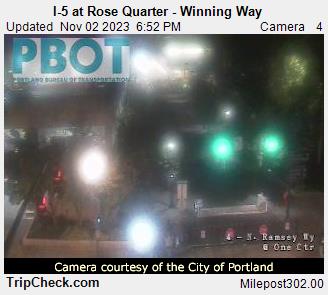 I-5 at Rose Quarter - Winning Way
Updated Nov 02 2023 6:52 PM Camera 4
PBOT
PORTLAND BUREAU OF TRANSPORTATION
4 - N. Ramsey Wy
@ One Ctr
Camera courtesy of the City of Portland
TripCheck.com Milepost302.00